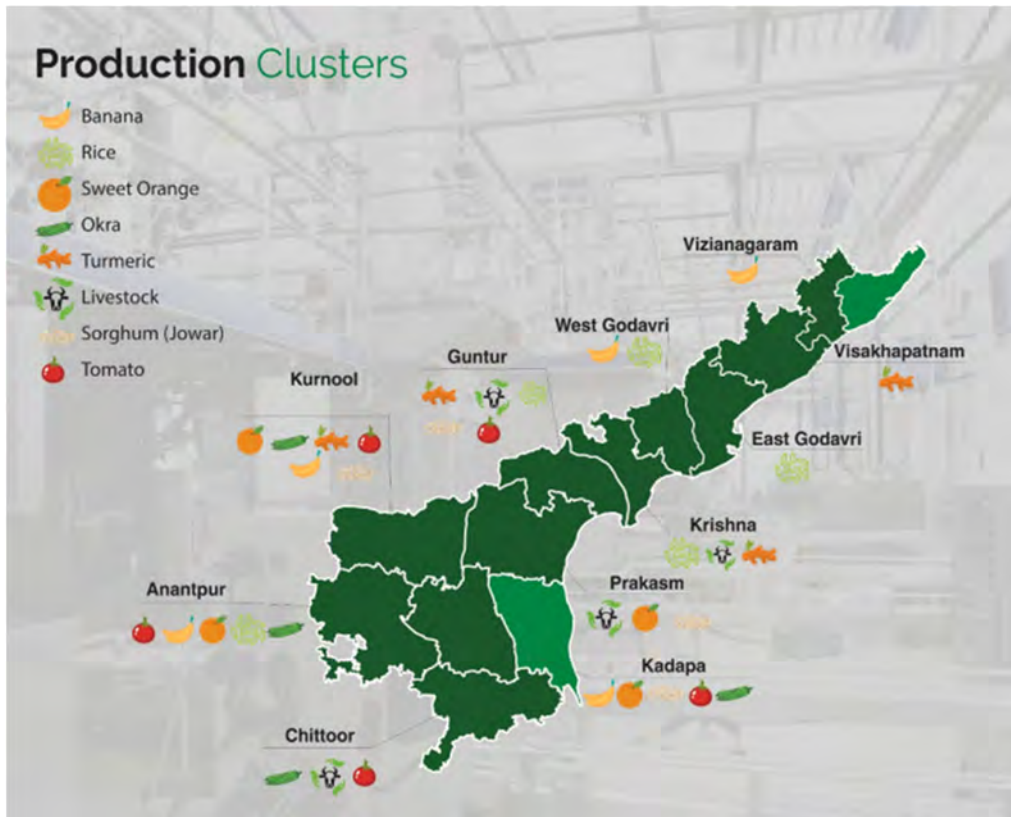 Production Clusters
Banana
Rice
Sweet Orange
Okra
Turmeric
Livestock
Sorghum (Jowar)
Tomato
Vizianagaram
West Godavri
Visakhapatnam
Guntur
Kurnool
East Godavri
Krishna
Prakasm
Anantpur
Kadapa
Chittoor